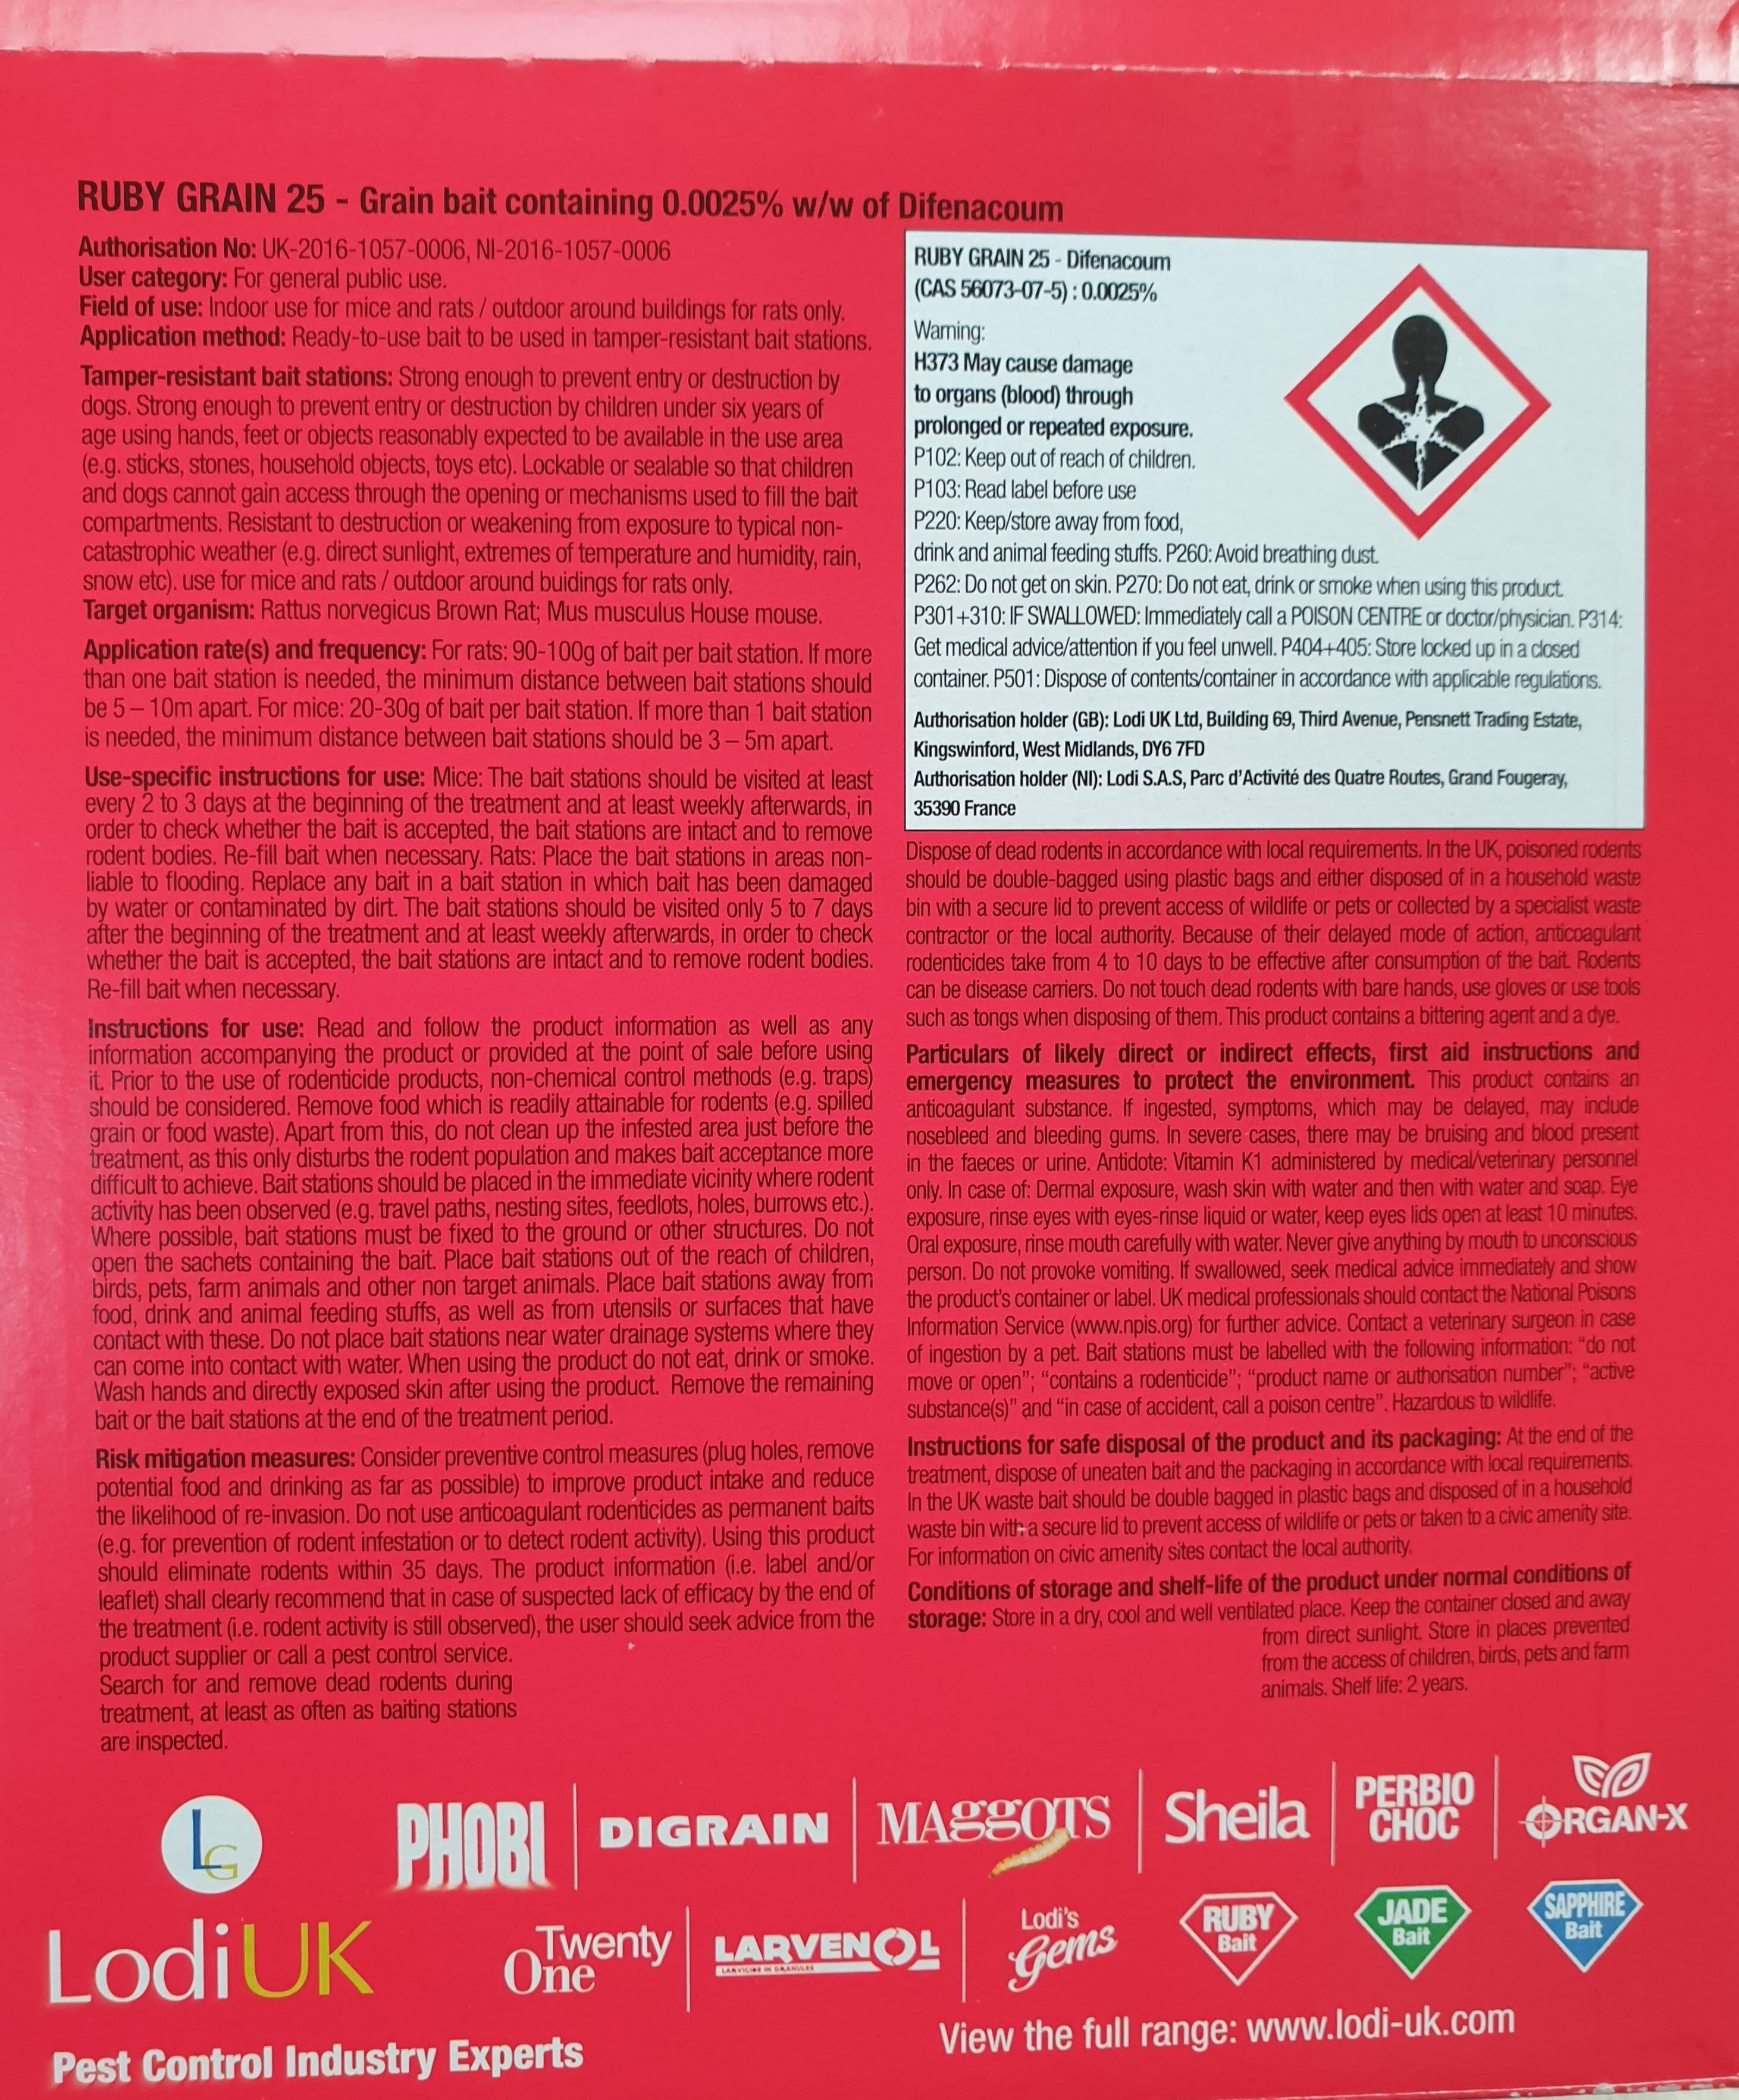 RUBY GRAIN 25 - Grain bait containing 0.0025% w/w of Difenacoum
Authorisation No: UK-2016-1057-0006, NI-2016-1057-0006
User category: For general public use.
Field of use: Indoor use for mice and rats / outdoor around buildings for rats only.
Application method: Ready-to-use bait to be used in tamper-resistant bait stations.
Tamper-resistant bait stations: Strong enough to prevent entry or destruction by
dogs. Strong enough to prevent entry or destruction by children under six years of
age using hands, feet or objects reasonably expected to be available in the use area
(e.g. sticks, stones, household objects, toys etc). Lockable or sealable so that children
and dogs cannot gain access through the opening or mechanisms used to fill the bait
compartments. Resistant to destruction or weakening from exposure to typical non-
catastrophic weather (e.g. direct sunlight, extremes of temperature and humidity, rain,
snow etc). use for mice and rats / outdoor around buidings for rats only.
Target organism: Rattus norvegicus Brown Rat; Mus musculus House mouse.
Application rate(s) and frequency: For rats: 90-100g of bait per bait station. If more
than one bait station is needed, the minimum distance between bait stations should
be 5 – 10m apart. For mice: 20-30g of bait per bait station. If more than 1 bait station
is needed, the minimum distance between bait stations should be 3 – 5m apart.
Use-specific instructions for use: Mice: The bait stations should be visited at least
every 2 to 3 days at the beginning of the treatment and at least weekly afterwards, in
order to check whether the bait is accepted, the bait stations are intact and to remove
rodent bodies. Re-fill bait when necessary. Rats: Place the bait stations in areas non-
liable to flooding. Replace any bait in a bait station in which bait has been damaged
by water or contaminated by dirt. The bait stations should be visited only 5 to 7 days
after the beginning of the treatment and at least weekly afterwards, in order to check
whether the bait is accepted, the bait stations are intact and to remove rodent bodies.
Re-fill bait when necessary.
Instructions for use: Read and follow the product information as well as any
information accompanying the product or provided at the point of sale before using
it. Prior to the use of rodenticide products, non-chemical control methods (e.g. traps)
should be considered. Remove food which is readily attainable for rodents (e.g. spilled
grain or food waste). Apart from this, do not clean up the infested area just before the
treatment, as this only disturbs the rodent population and makes bait acceptance more
difficult to achieve. Bait stations should be placed in the immediate vicinity where rodent
activity has been observed (e.g. travel paths, nesting sites, feedlots, holes, burrows etc.).
Where possible, bait stations must be fixed to the ground or other structures. Do not
open the sachets containing the bait. Place bait stations out of the reach of children,
birds, pets, farm animals and other non target animals. Place bait stations away from
food, drink and animal feeding stuffs, as well as from utensils or surfaces that have
contact with these. Do not place bait stations near water drainage systems where they
can come into contact with water. When using the product do not eat, drink or smoke.
Wash hands and directly exposed skin after using the product. Remove the remaining
bait or the bait stations at the end of the treatment period.
Risk mitigation measures: Consider preventive control measures (plug holes, remove
potential food and drinking as far as possible) to improve product intake and reduce
the likelihood of re-invasion. Do not use anticoagulant rodenticides as permanent baits
(e.g. for prevention of rodent infestation or to detect rodent activity). Using this product
should eliminate rodents within 35 days. The product information (i.e. label and/or
leaflet) shall clearly recommend that in case of suspected lack of efficacy by the end of
the treatment (i.e. rodent activity is still observed), the user should seek advice from the
product supplier or call a pest control service.
Search for and remove dead rodents during
treatment, at least as often as baiting stations
are inspected.
RUBY GRAIN 25 - Difenacoum
(CAS 56073-07-5) : 0.0025%
Warning:
H373 May cause damage
to organs (blood) through
prolonged or repeated exposure.
P102: Keep out of reach of children.
P103: Read label before use
P220: Keep/store away from food,
drink and animal feeding stuffs. P260: Avoid breathing dust.
P262: Do not get on skin. P270: Do not eat, drink or smoke when using this product.
P301+310: IF SWALLOWED: Immediately call a POISON CENTRE or doctor/physician. P314:
Get medical advice/attention if you feel unwell. P404+405: Store locked up in a closed
container. P501: Dispose of contents/container in accordance with applicable regulations.
Authorisation holder (GB): Lodi UK Ltd, Building 69, Third Avenue, Pensnett Trading Estate,
Kingswinford, West Midlands, DY6 7FD
Authorisation holder (NI): Lodi S.A.S, Parc d'Activité des Quatre Routes, Grand Fougeray,
35390 France
Dispose of dead rodents in accordance with local requirements. In the UK, poisoned rodents
should be double-bagged using plastic bags and either disposed of in a household waste
bin with a secure lid to prevent access of wildlife or pets or collected by a specialist waste
contractor or the local authority. Because of their delayed mode of action, anticoagulant
rodenticides take from 4 to 10 days to be effective after consumption of the bait. Rodents
can be disease carriers. Do not touch dead rodents with bare hands, use gloves or use tools
such as tongs when disposing of them. This product contains a bittering agent and a dye.
Particulars of likely direct or indirect effects, first aid instructions and
emergency measures to protect the environment. This product contains an
anticoagulant substance. If ingested, symptoms, which may be delayed, may include
nosebleed and bleeding gums. In severe cases, there may be bruising and blood present
in the faeces or urine. Antidote: Vitamin K1 administered by medical/veterinary personnel
only. In case of: Dermal exposure, wash skin with water and then with water and soap. Eye
exposure, rinse eyes with eyes-rinse liquid or water, keep eyes lids open at least 10 minutes.
Oral exposure, rinse mouth carefully with water. Never give anything by mouth to unconscious
person. Do not provoke vomiting. If swallowed, seek medical advice immediately and show
the product's container or label. UK medical professionals should contact the National Poisons
Information Service (www.npis.org) for further advice. Contact a veterinary surgeon in case
of ingestion by a pet. Bait stations must be labelled with the following information: "do not
move or open"; "contains a rodenticide"; "product name or authorisation number"; "active
substance(s)" and "in case of accident, call a poison centre". Hazardous to wildlife.
Instructions for safe disposal of the product and its packaging: At the end of the
treatment, dispose of uneaten bait and the packaging in accordance with local requirements.
In the UK waste bait should be double bagged in plastic bags and disposed of in a household
waste bin with a secure lid to prevent access of wildlife or pets or taken to a civic amenity site.
For information on civic amenity sites contact the local authority.
Conditions of storage and shelf-life of the product under normal conditions of
storage: Store in a dry, cool and well ventilated place. Keep the container closed and away
from direct sunlight. Store in places prevented
from the access of children, birds, pets and farm
animals. Shelf life: 2 years.
LG
PHOBI
DIGRAIN
MAggOTS
Sheila
PERBIO
CHOC
ORGAN-X
LodiUK
Twenty
One
LARVENOL
LARVICIDE IN GRANULES
Lodi's
Gems
RUBY
Bait
JADE
Bait
SAPPHIRE
Bait
Pest Control Industry Experts
View the full range: www.lodi-uk.com